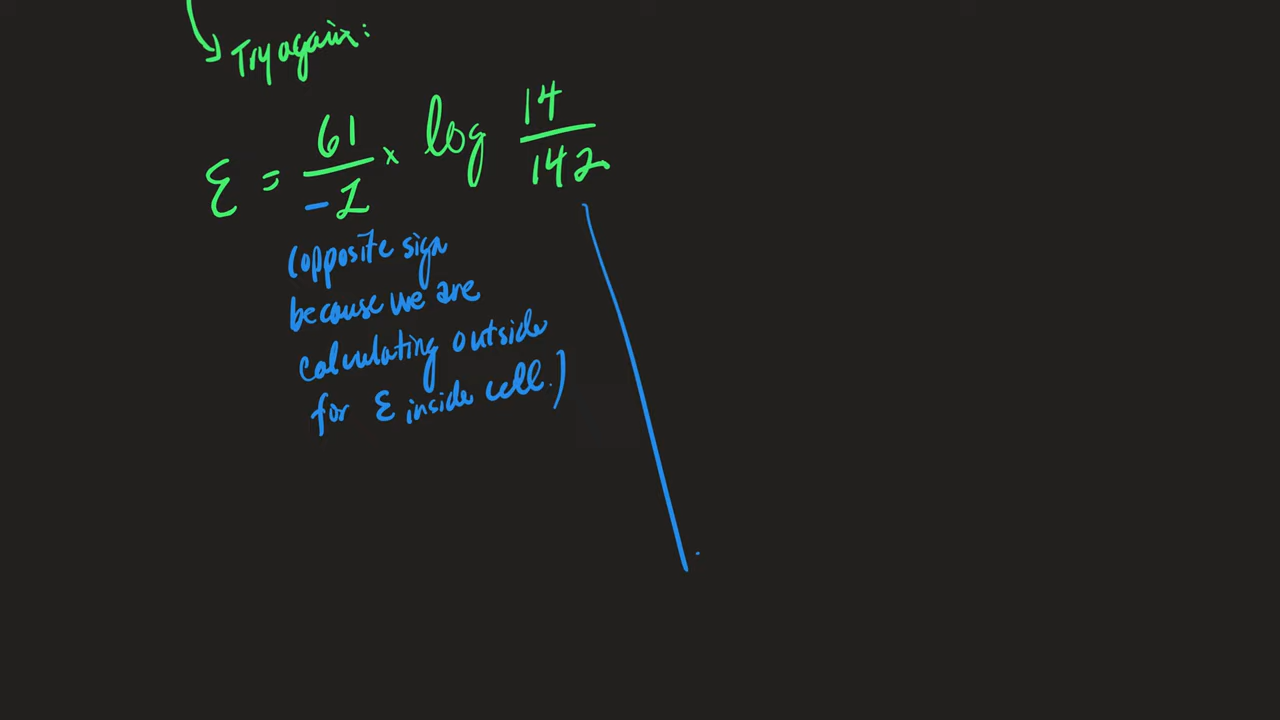 Try again:
ε = 61/-1 × log 14/142
(opposite sign
because we are
calculating outside
for ε inside cell.)